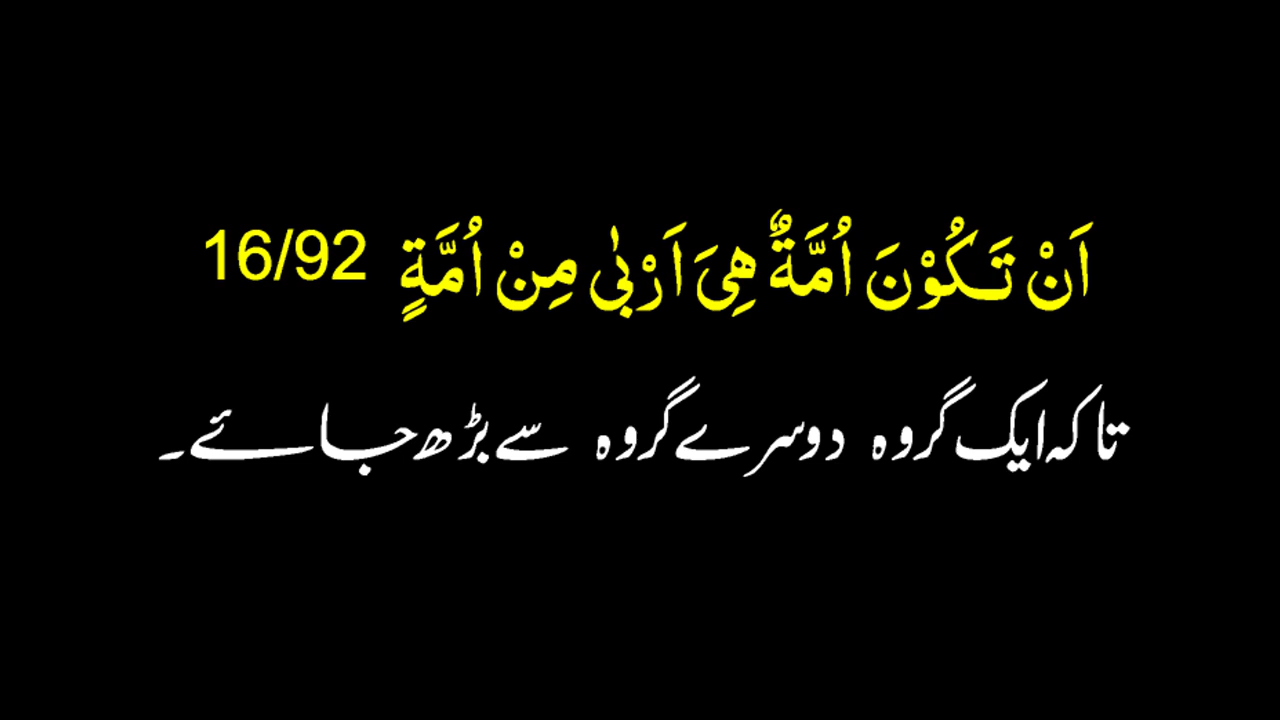 اَنْ تَكُوْنَ اُمَّةٌ هِیَ اَرْبٰی مِنْ اُمَّةٍ 16/92
تاکہ ایک گروہ دوسرے گروہ سے بڑھ جائے۔